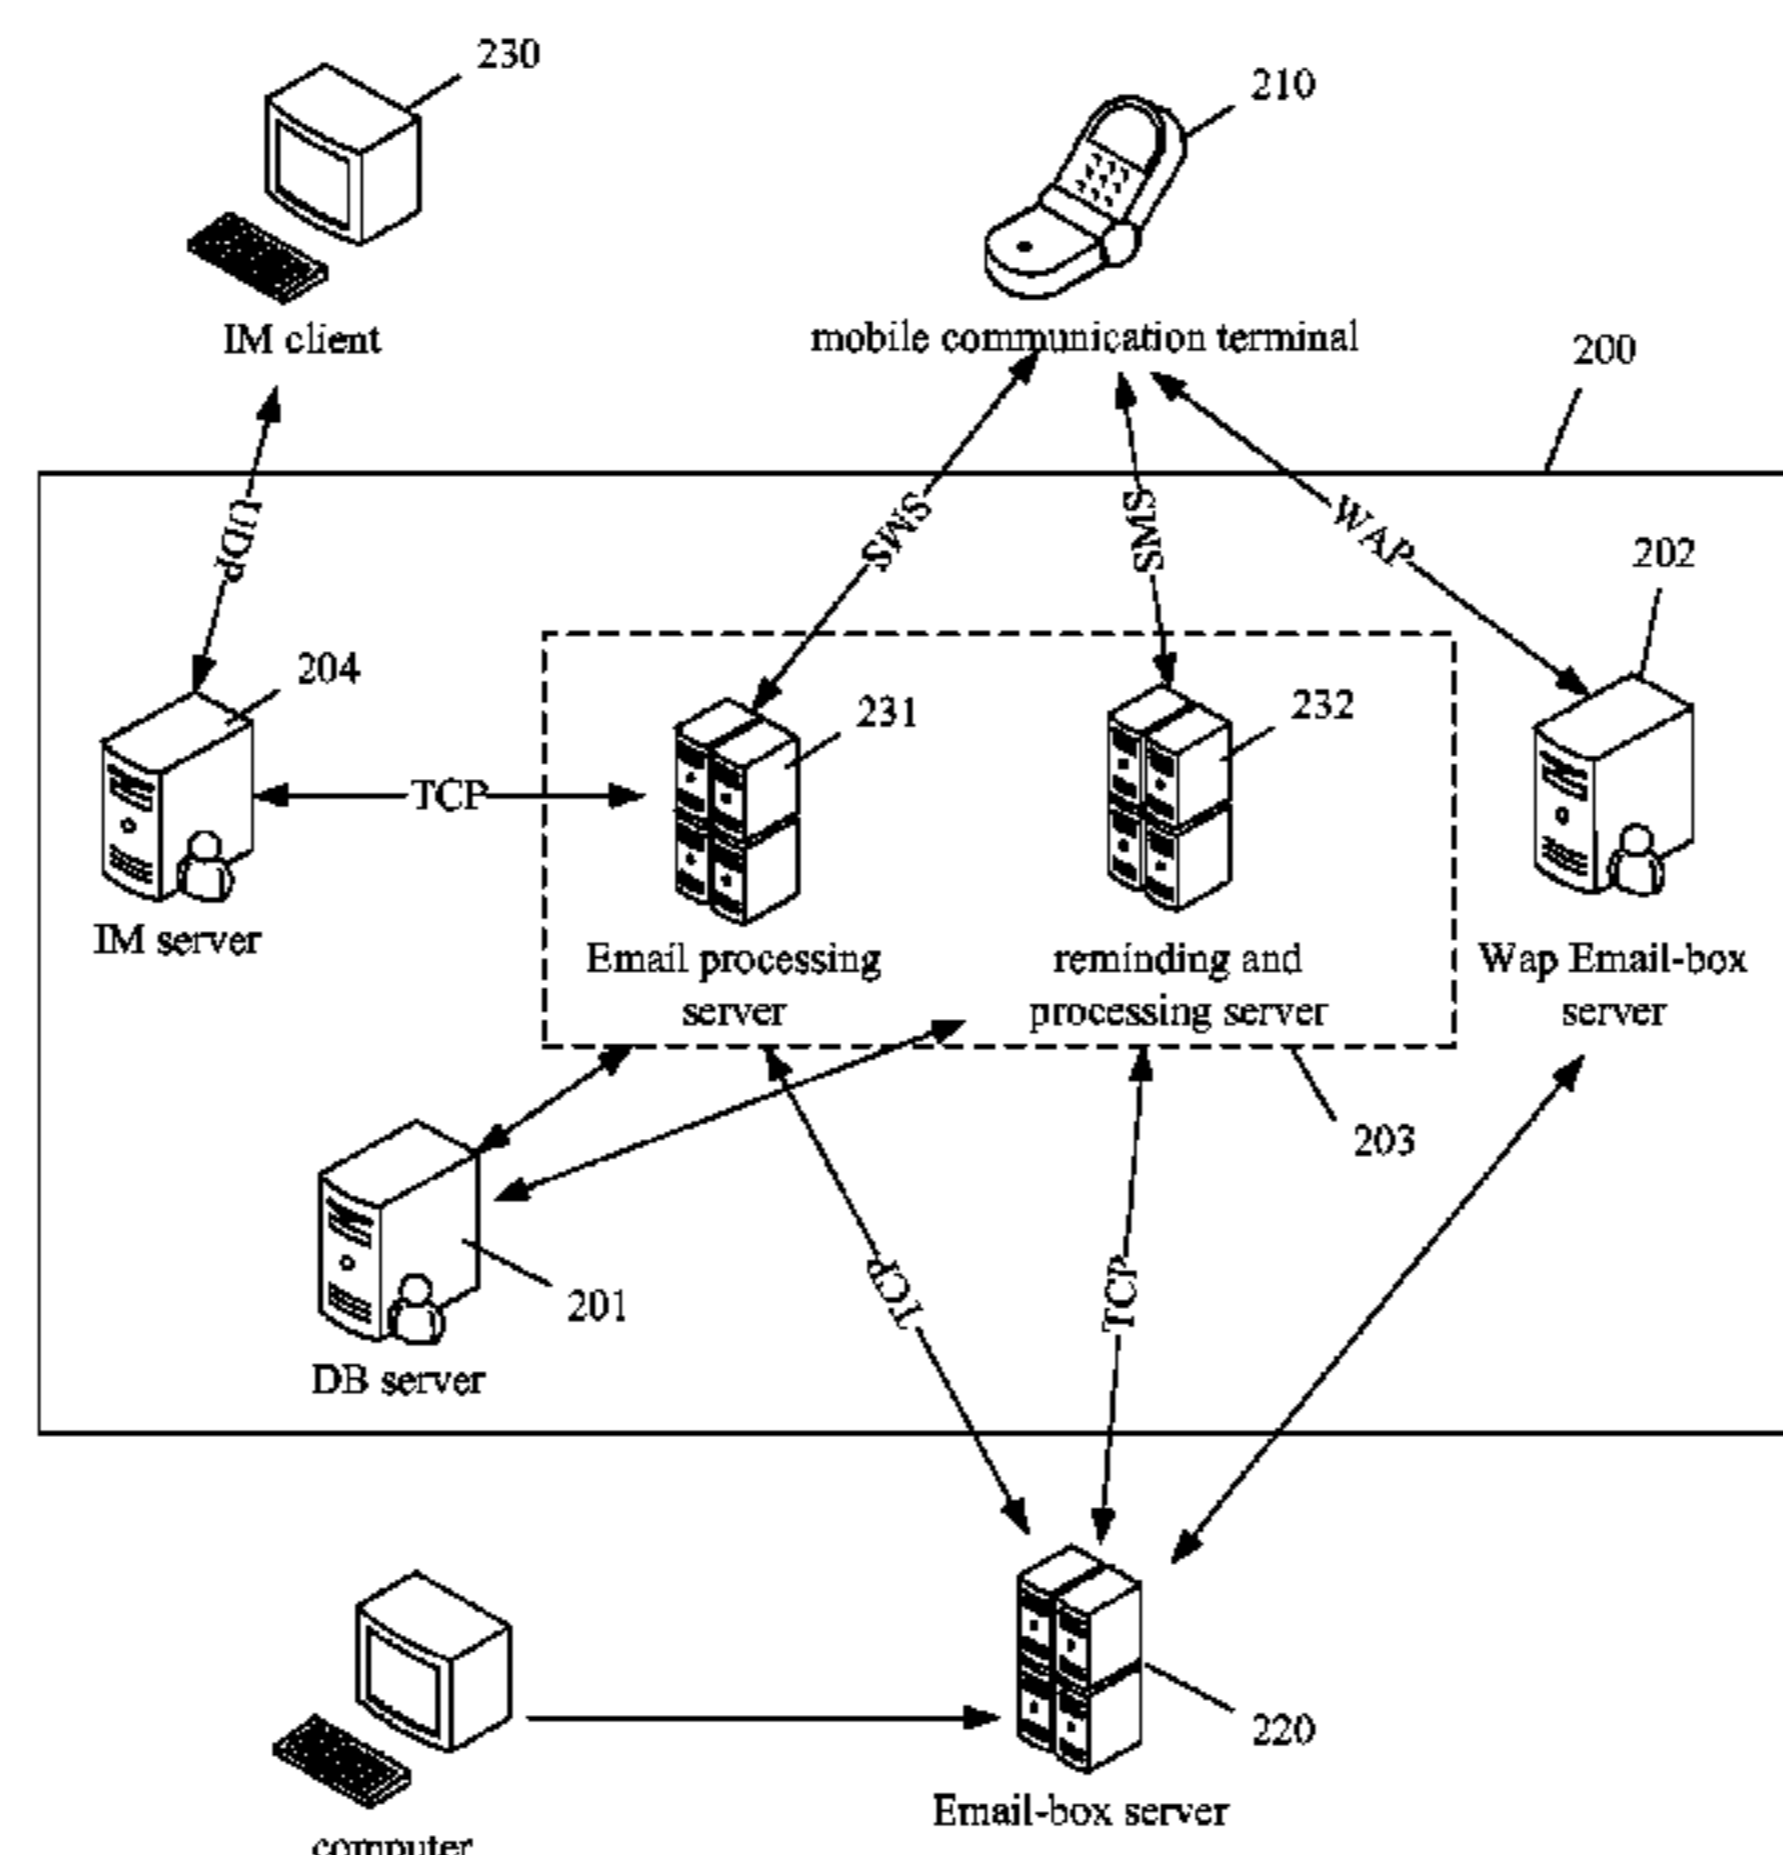 230
210
IM client
mobile communication terminal
200
UDP
SMS
SMS
WAP
202
204
231
232
TCP
IM server
Email processing
server
reminding and
processing server
Wap Email-box
server
203
TCP
TCP
201
DB server
220
Email-box server
computer